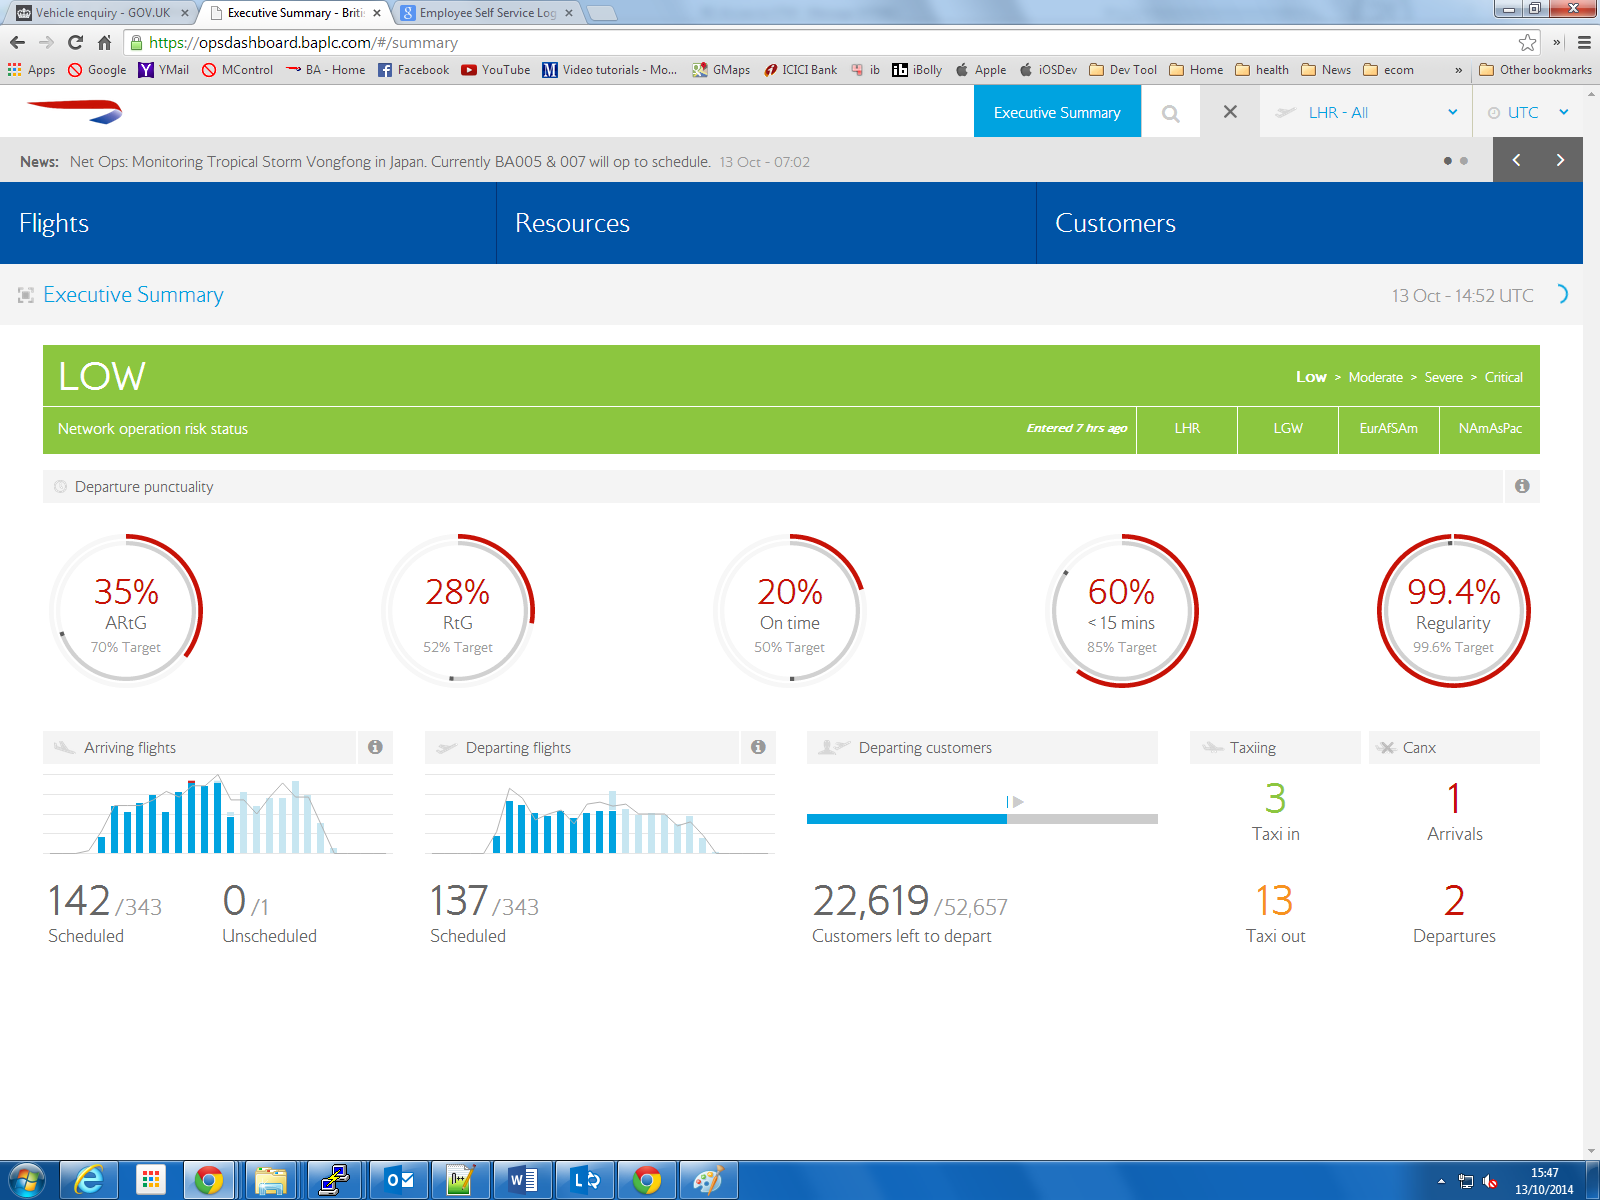 Vehicle enquiry - GOV.UK
Executive Summary - Briti
Employee Self Service Log
https://opsdashboard.baplc.com/#/summary
Apps Google YMail MControl BA - Home Facebook YouTube Video tutorials - Mo... GMaps ICICI Bank ib iBolly Apple iOSDev Dev Tool Home health News ecom » Other bookmarks
Executive Summary LHR - All UTC
News: Net Ops: Monitoring Tropical Storm Vongfong in Japan. Currently BA005 & 007 will op to schedule. 13 Oct - 07:02
Flights Resources Customers
Executive Summary 13 Oct - 14:52 UTC
LOW Low > Moderate > Severe > Critical
Network operation risk status Entered 7 hrs ago LHR LGW EurAfSAm NAmAsPac
Departure punctuality
35% 28% 20% 60% 99.4%
ARtG RtG On time < 15 mins Regularity
70% Target 52% Target 50% Target 85% Target 99.6% Target
Arriving flights Departing flights Departing customers Taxiing Canx
3 1
Taxi in Arrivals
142 /343 0 /1 137 /343 22,619 /52,657 13 2
Scheduled Unscheduled Scheduled Customers left to depart Taxi out Departures
15:47
13/10/2014